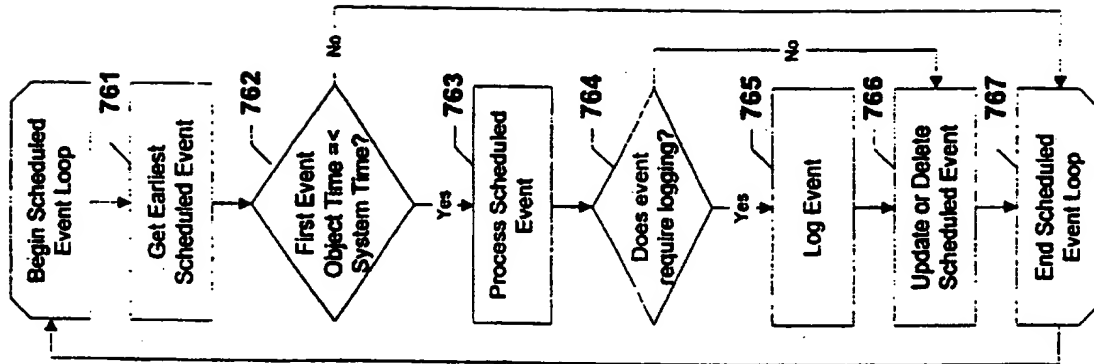 Begin Scheduled
Event Loop
761
Get Earliest
Scheduled Event
762
First Event
Object Time =<
System Time?
No
Yes
763
Process Scheduled
Event
764
Does event
require logging?
No
Yes
765
Log Event
766
Update or Delete
Scheduled Event
767
End Scheduled
Event Loop